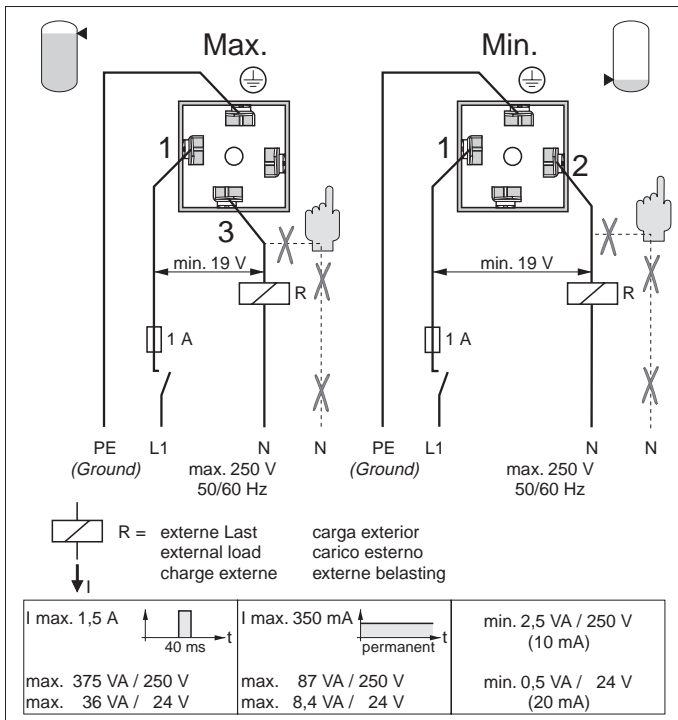 Max.
Min.
1
3
1
2
min. 19 V
min. 19 V
R
R
1 A
1 A
PE L1 N N PE L1 N N
(Ground) max. 250 V (Ground) max. 250 V
50/60 Hz 50/60 Hz
R = externe Last carga exterior
external load carico esterno
charge externe externe belasting
I
I max. 1,5 A
t
40 ms
max. 375 VA / 250 V
max. 36 VA / 24 V
I max. 350 mA
t
permanent
max. 87 VA / 250 V
max. 8,4 VA / 24 V
min. 2,5 VA / 250 V
(10 mA)
min. 0,5 VA / 24 V
(20 mA)